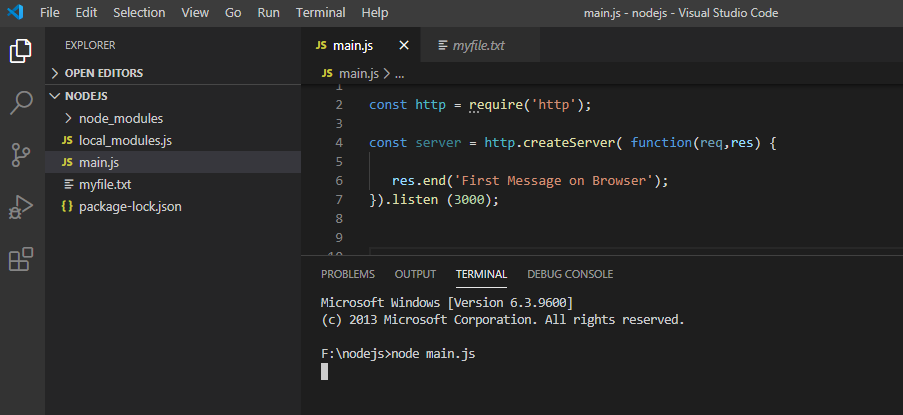 File Edit Selection View Go Run Terminal Help main.js - nodejs - Visual Studio Code
EXPLORER
OPEN EDITORS
NODEJS
node_modules
JS local_modules.js
JS main.js
myfile.txt
{} package-lock.json
JS main.js × myfile.txt
JS main.js > ...
1
2 const http = require('http');
3
4 const server = http.createServer( function(req,res) {
5
6 res.end('First Message on Browser');
7 }).listen (3000);
8
9
10
PROBLEMS OUTPUT TERMINAL DEBUG CONSOLE
Microsoft Windows [Version 6.3.9600]
(c) 2013 Microsoft Corporation. All rights reserved.
F:\nodejs>node main.js